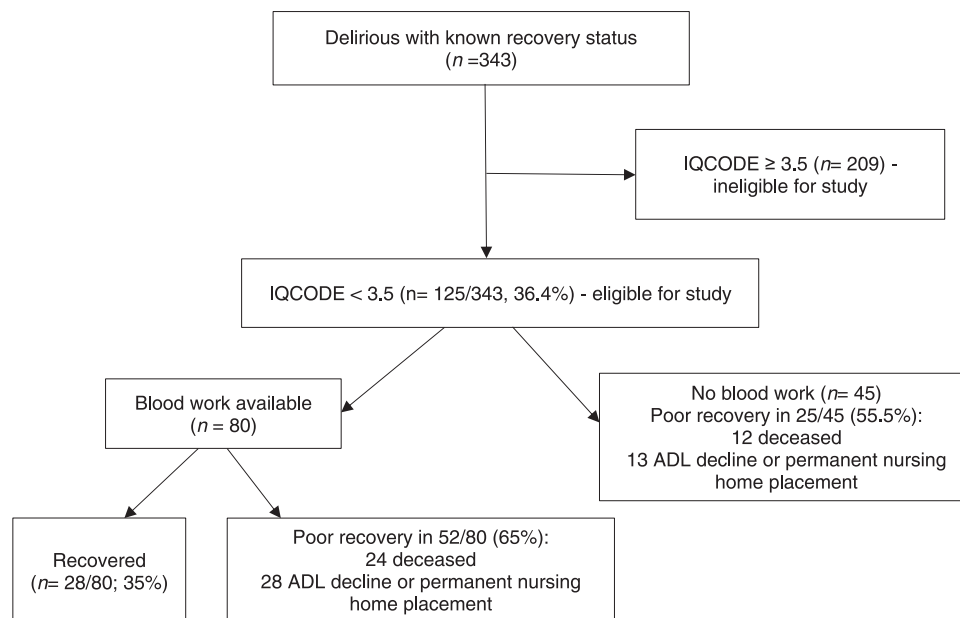 Delirious with known recovery status
(n =343)
IQCODE ≥ 3.5 (n= 209) -
ineligible for study
IQCODE < 3.5 (n= 125/343, 36.4%) - eligible for study
Blood work available
(n = 80)
No blood work (n= 45)
Poor recovery in 25/45 (55.5%):
12 deceased
13 ADL decline or permanent nursing
home placement
Recovered
(n= 28/80; 35%)
Poor recovery in 52/80 (65%):
24 deceased
28 ADL decline or permanent nursing
home placement